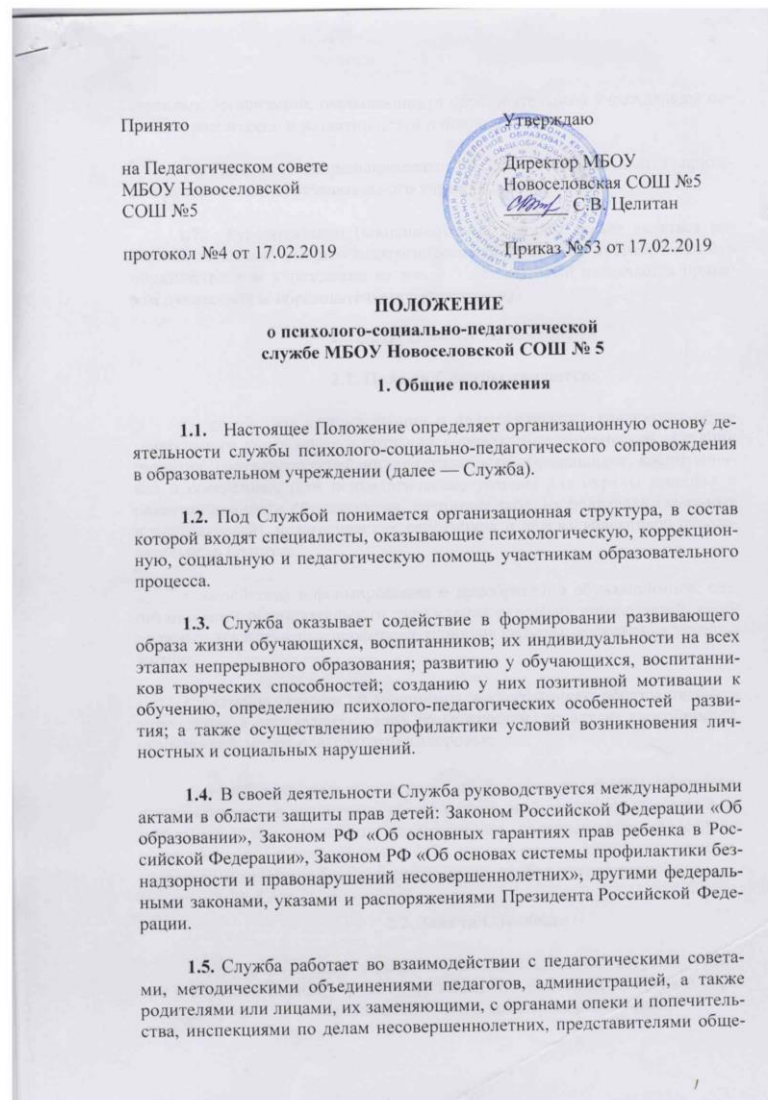 Принято
на Педагогическом совете
МБОУ Новоселовской
СОШ №5
протокол №4 от 17.02.2019
Утверждаю
Директор МБОУ
Новоселовская СОШ №5
С.В. Целитан
Приказ №53 от 17.02.2019
ПОЛОЖЕНИЕ
о психолого-социально-педагогической
службе МБОУ Новоселовской СОШ № 5
1. Общие положения
1.1. Настоящее Положение определяет организационную основу де-
ятельности службы психолого-социально-педагогического сопровождения
в образовательном учреждении (далее — Служба).
1.2. Под Службой понимается организационная структура, в состав
которой входят специалисты, оказывающие психологическую, коррекцион-
ную, социальную и педагогическую помощь участникам образовательного
процесса.
1.3. Служба оказывает содействие в формировании развивающего
образа жизни обучающихся, воспитанников; их индивидуальности на всех
этапах непрерывного образования; развитию у обучающихся, воспитанни-
ков творческих способностей; созданию у них позитивной мотивации к
обучению, определению психолого-педагогических особенностей разви-
тия; а также осуществлению профилактики условий возникновения лич-
ностных и социальных нарушений.
1.4. В своей деятельности Служба руководствуется международными
актами в области защиты прав детей: Законом Российской Федерации «Об
образовании», Законом РФ «Об основных гарантиях прав ребенка в Рос-
сийской Федерации», Законом РФ «Об основах системы профилактики без-
надзорности и правонарушений несовершеннолетних», другими федераль-
ными законами, указами и распоряжениями Президента Российской Феде-
рации.
1.5. Служба работает во взаимодействии с педагогическими совета-
ми, методическими объединениями педагогов, администрацией, а также
родителями или лицами, их заменяющими, с органами опеки и попечитель-
ства, инспекциями по делам несовершеннолетних, представителями обще-
1